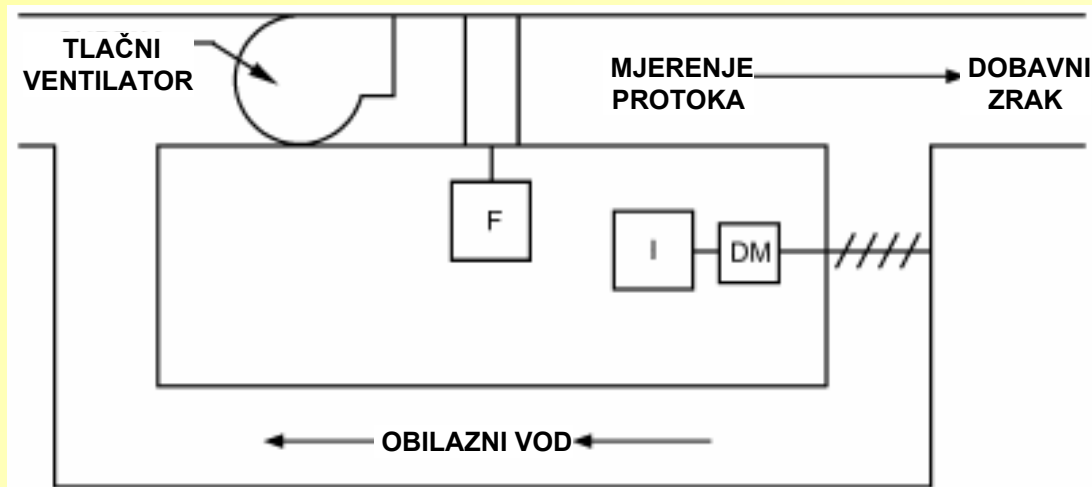 TLAČNI
VENTILATOR
MJERENJE
PROTOKA
DOBAVNI
ZRAK
F
I
DM
OBILAZNI VOD